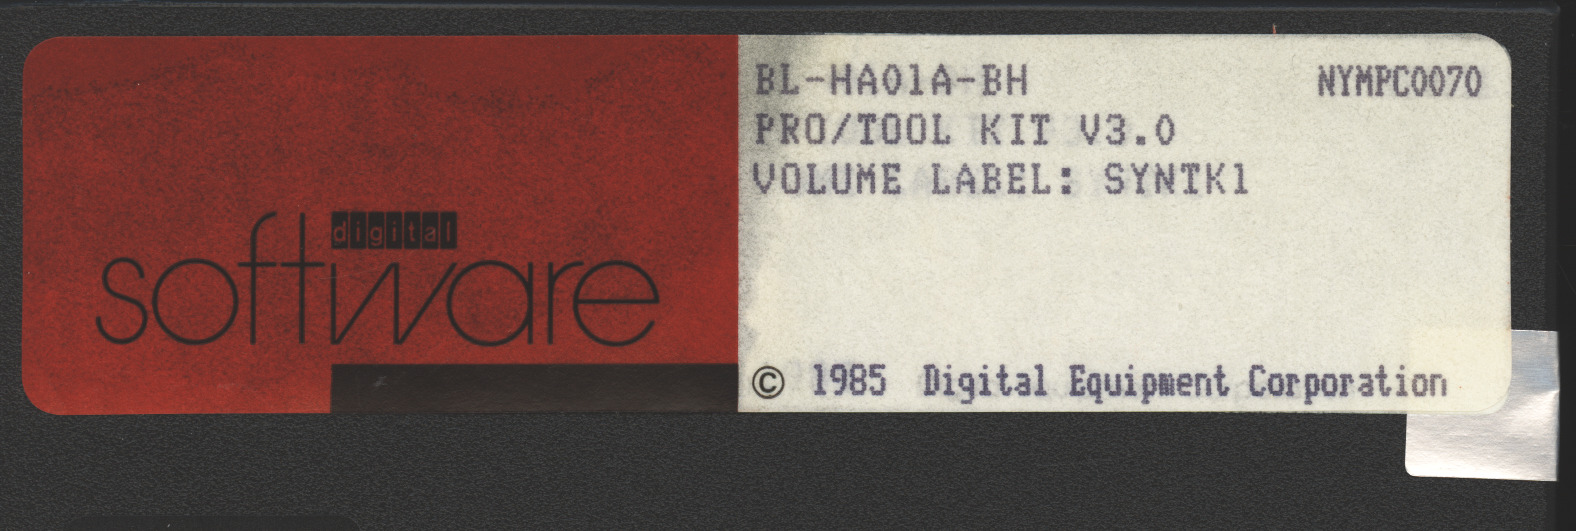 digital
software
BL-HA01A-BH NYMPC0070
PRO/TOOL KIT V3.0
VOLUME LABEL: SYNTK1
© 1985 Digital Equipment Corporation